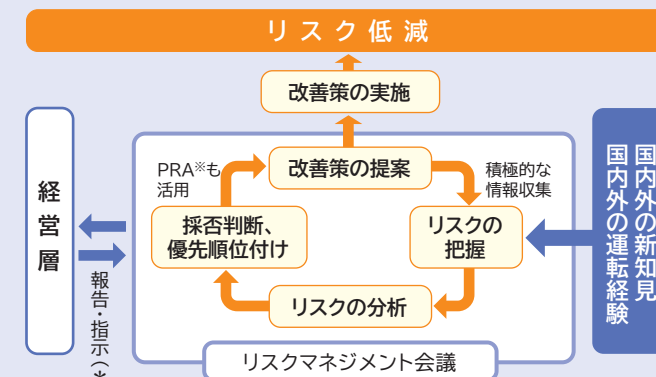 リスク低減
改善策の実施
改善策の提案
PRA※も
活用
積極的な
情報収集
採否判断、
優先順位付け
リスクの
把握
リスクの分析
リスクマネジメント会議
経営層
報告・指示(*
国内外の新知見
国内外の運転経験